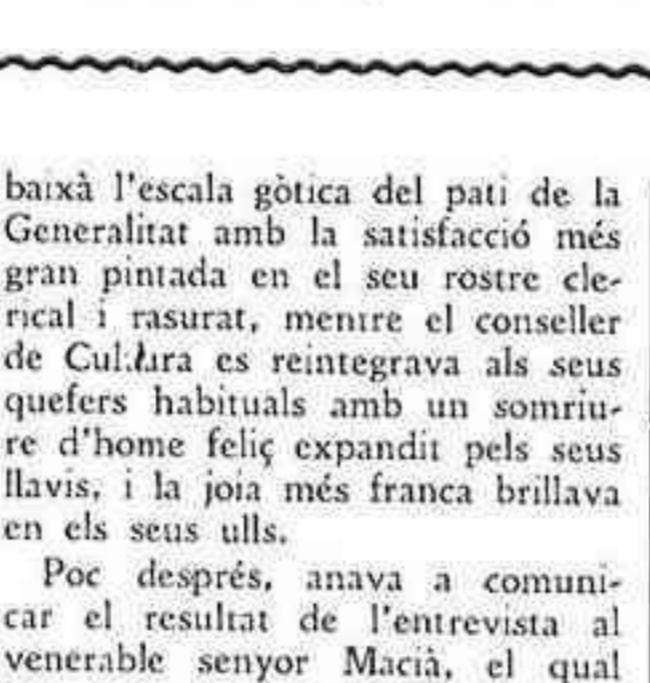 baixà l'escala gòtica del pati de la
Generalitat amb la satisfacció més
gran pintada en el seu rostre cle-
rical i rasurat, mentre el conseller
de Cul:lura es reintegrava als seus
quefers habituals amb un somriu-
re d'home feliç expandit pels seus
llavis, i la joia més franca brillava
en els seus ulls.
Poc després, anava a comuni-
car el resultat de l'entrevista al
venerable senyor Macià, el qual